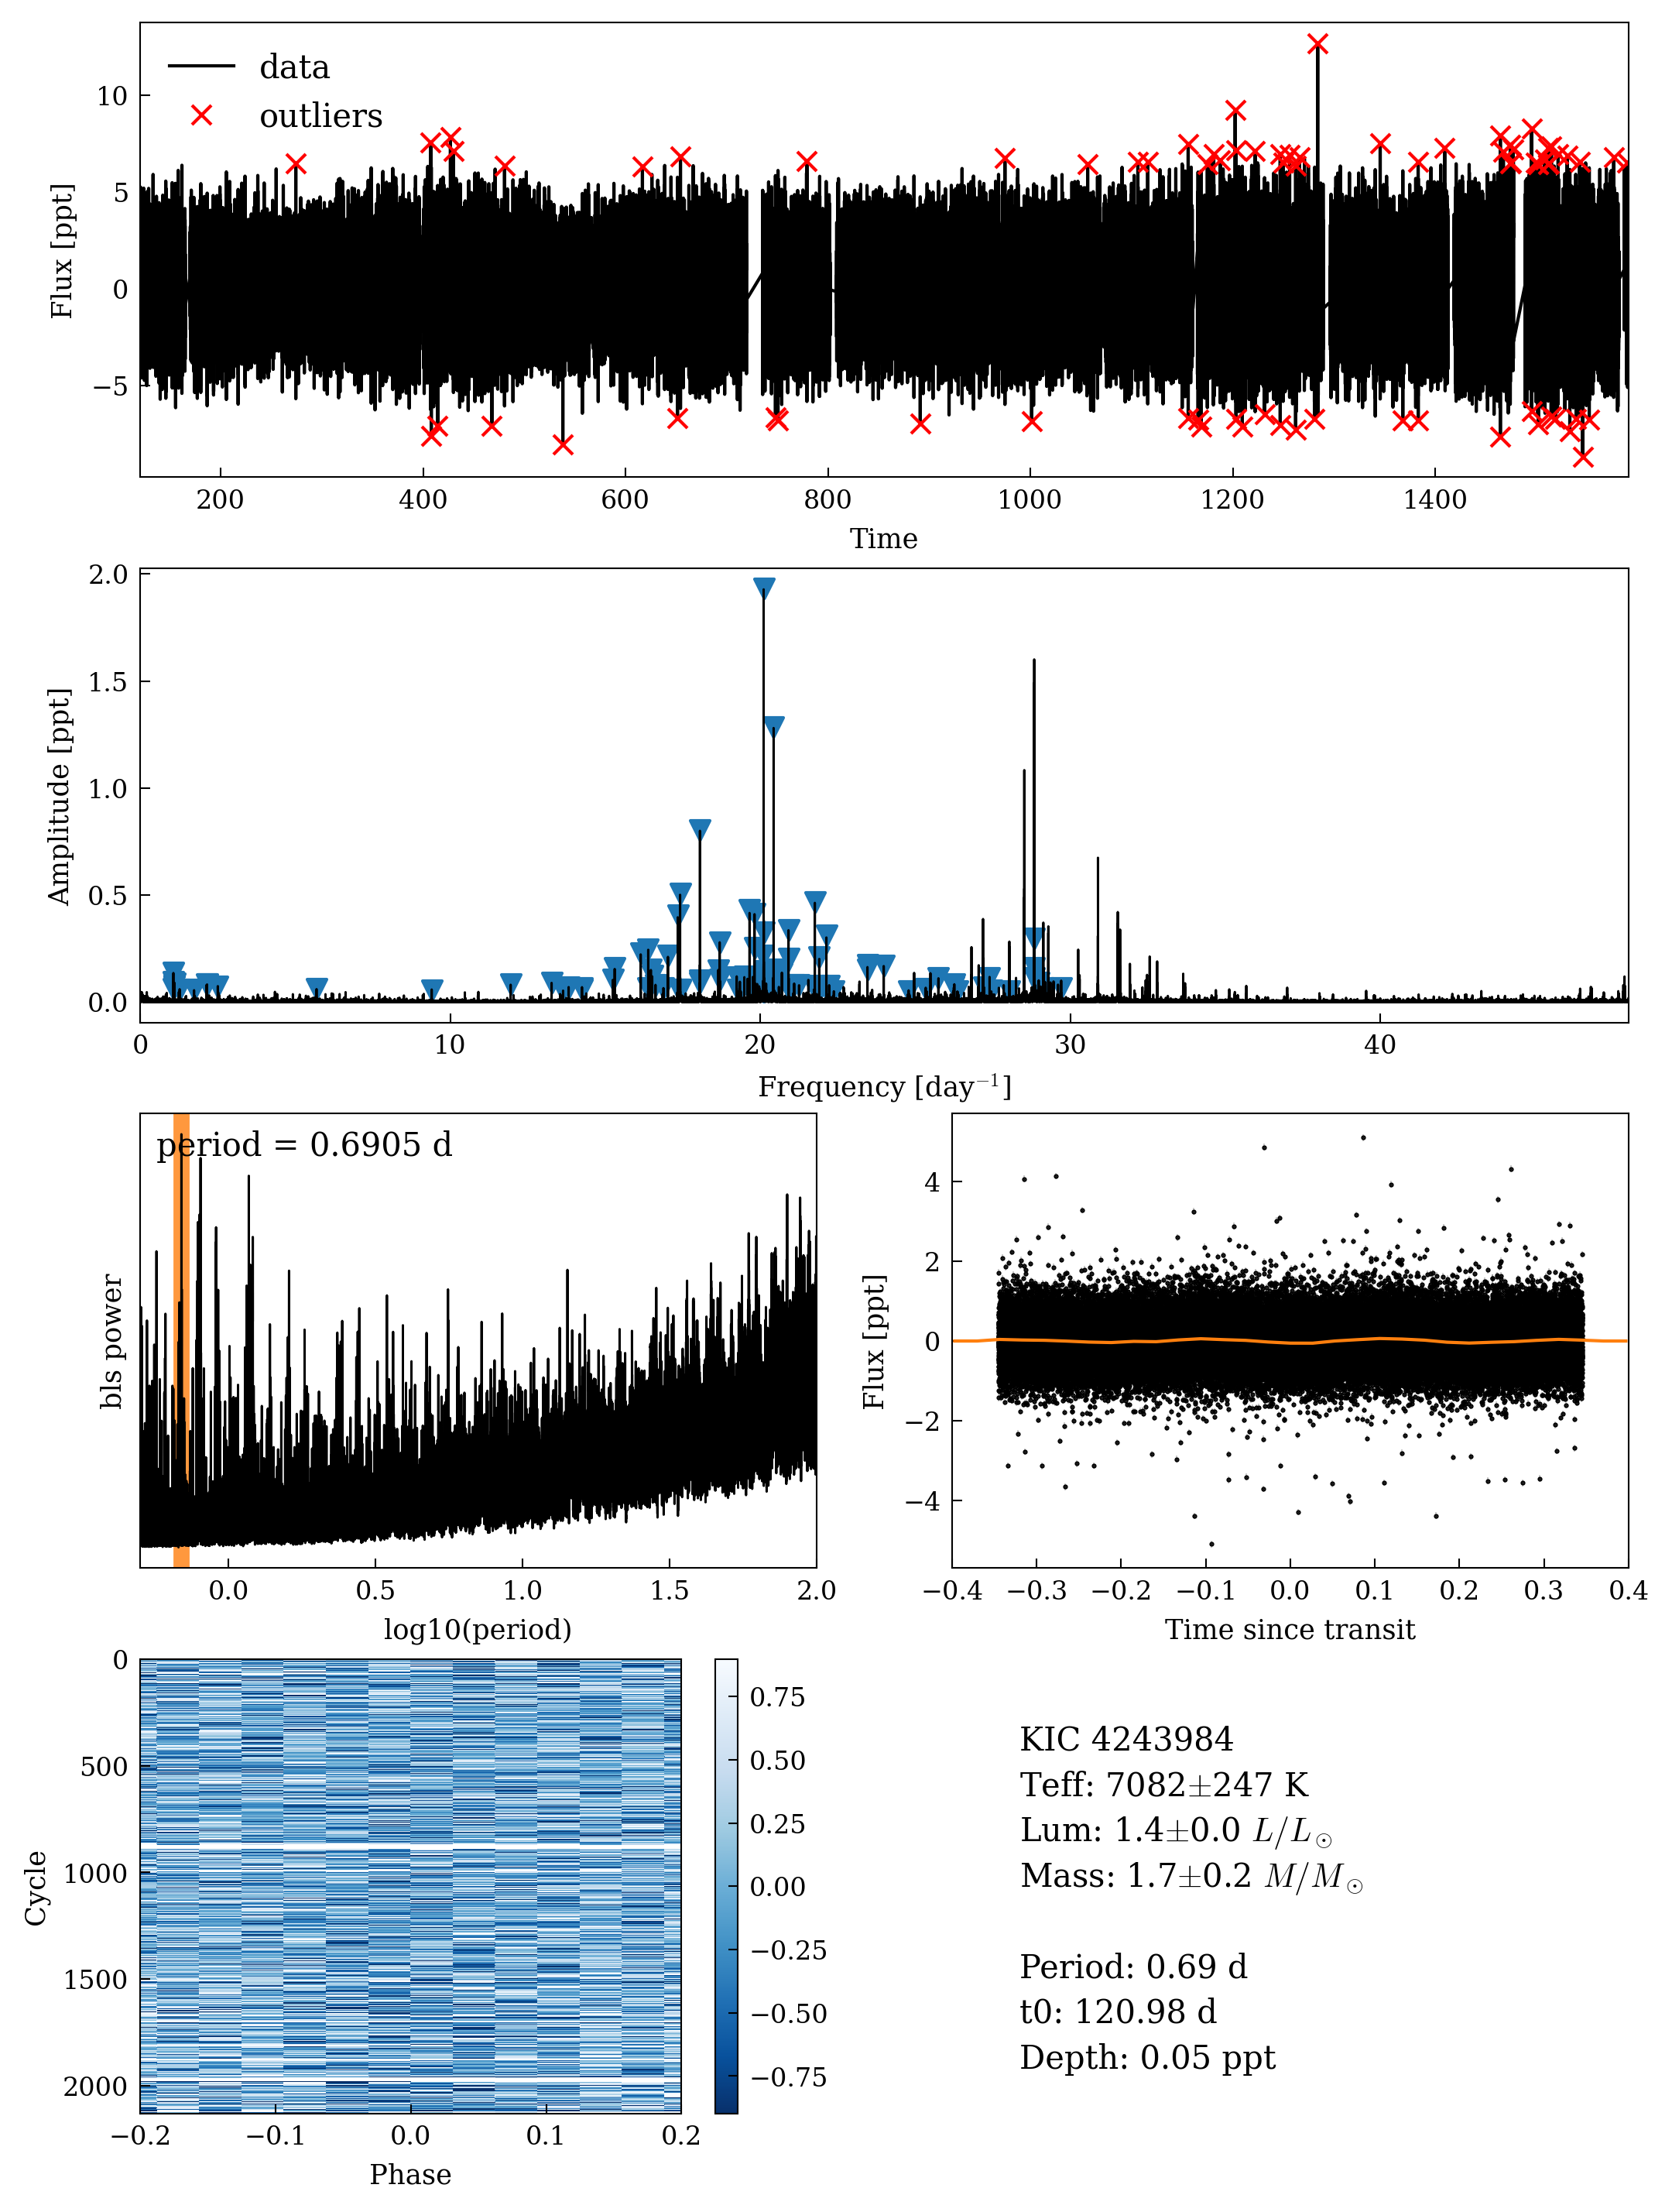 data
outliers
10
5
0
−5
Flux [ppt]
200 400 600 800 1000 1200 1400
Time
2.0
1.5
1.0
0.5
0.0
Amplitude [ppt]
0 10 20 30 40
Frequency [day⁻¹]
period = 0.6905 d
bls power
0.0 0.5 1.0 1.5 2.0
log10(period)
4
2
0
−2
−4
Flux [ppt]
−0.4 −0.3 −0.2 −0.1 0.0 0.1 0.2 0.3 0.4
Time since transit
0
500
1000
1500
2000
Cycle
−0.2 −0.1 0.0 0.1 0.2
Phase
0.75
0.50
0.25
0.00
−0.25
−0.50
−0.75
KIC 4243984
Teff: 7082±247 K
Lum: 1.4±0.0 L/L⊙
Mass: 1.7±0.2 M/M⊙
Period: 0.69 d
t0: 120.98 d
Depth: 0.05 ppt